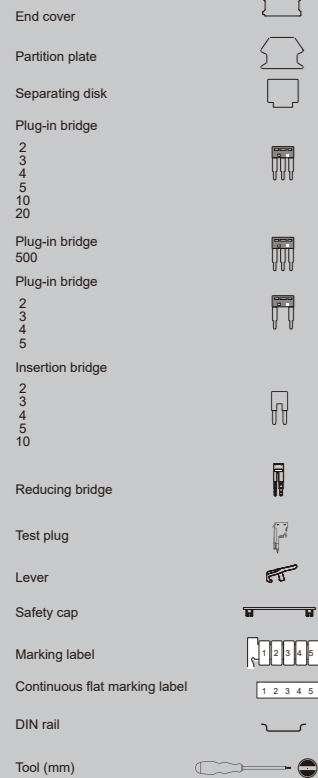 End cover
Partition plate
Separating disk
Plug-in bridge
2
3
4
5
10
20
Plug-in bridge
500
Plug-in bridge
2
3
4
5
Insertion bridge
2
3
4
5
10
Reducing bridge
Test plug
Lever
Safety cap
Marking label
1 2 3 4 5
Continuous flat marking label
1 2 3 4 5
DIN rail
Tool (mm)